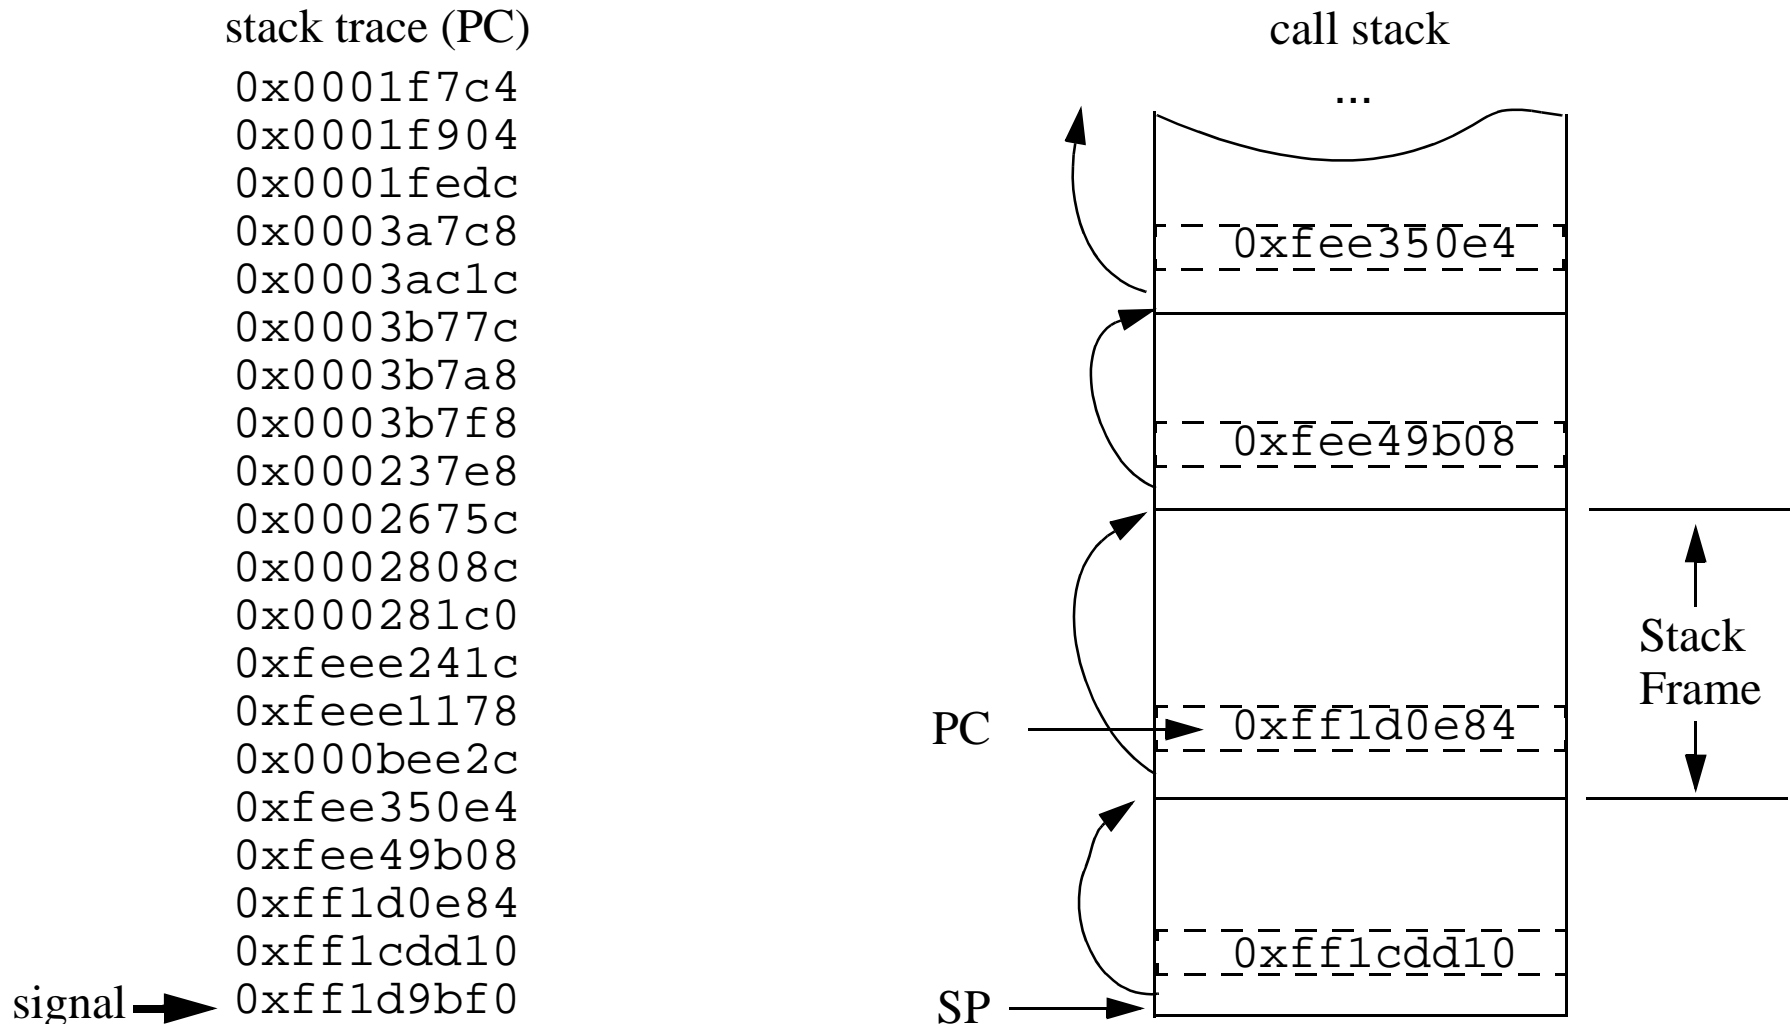 stack trace (PC)
0x0001f7c4
0x0001f904
0x0001fedc
0x0003a7c8
0x0003ac1c
0x0003b77c
0x0003b7a8
0x0003b7f8
0x000237e8
0x0002675c
0x0002808c
0x000281c0
0xfeee241c
0xfeee1178
0x000bee2c
0xfee350e4
0xfee49b08
0xff1d0e84
0xff1cdd10
signal
0xff1d9bf0
call stack
...
0xfee350e4
0xfee49b08
PC
0xff1d0e84
0xff1cdd10
SP
Stack
Frame